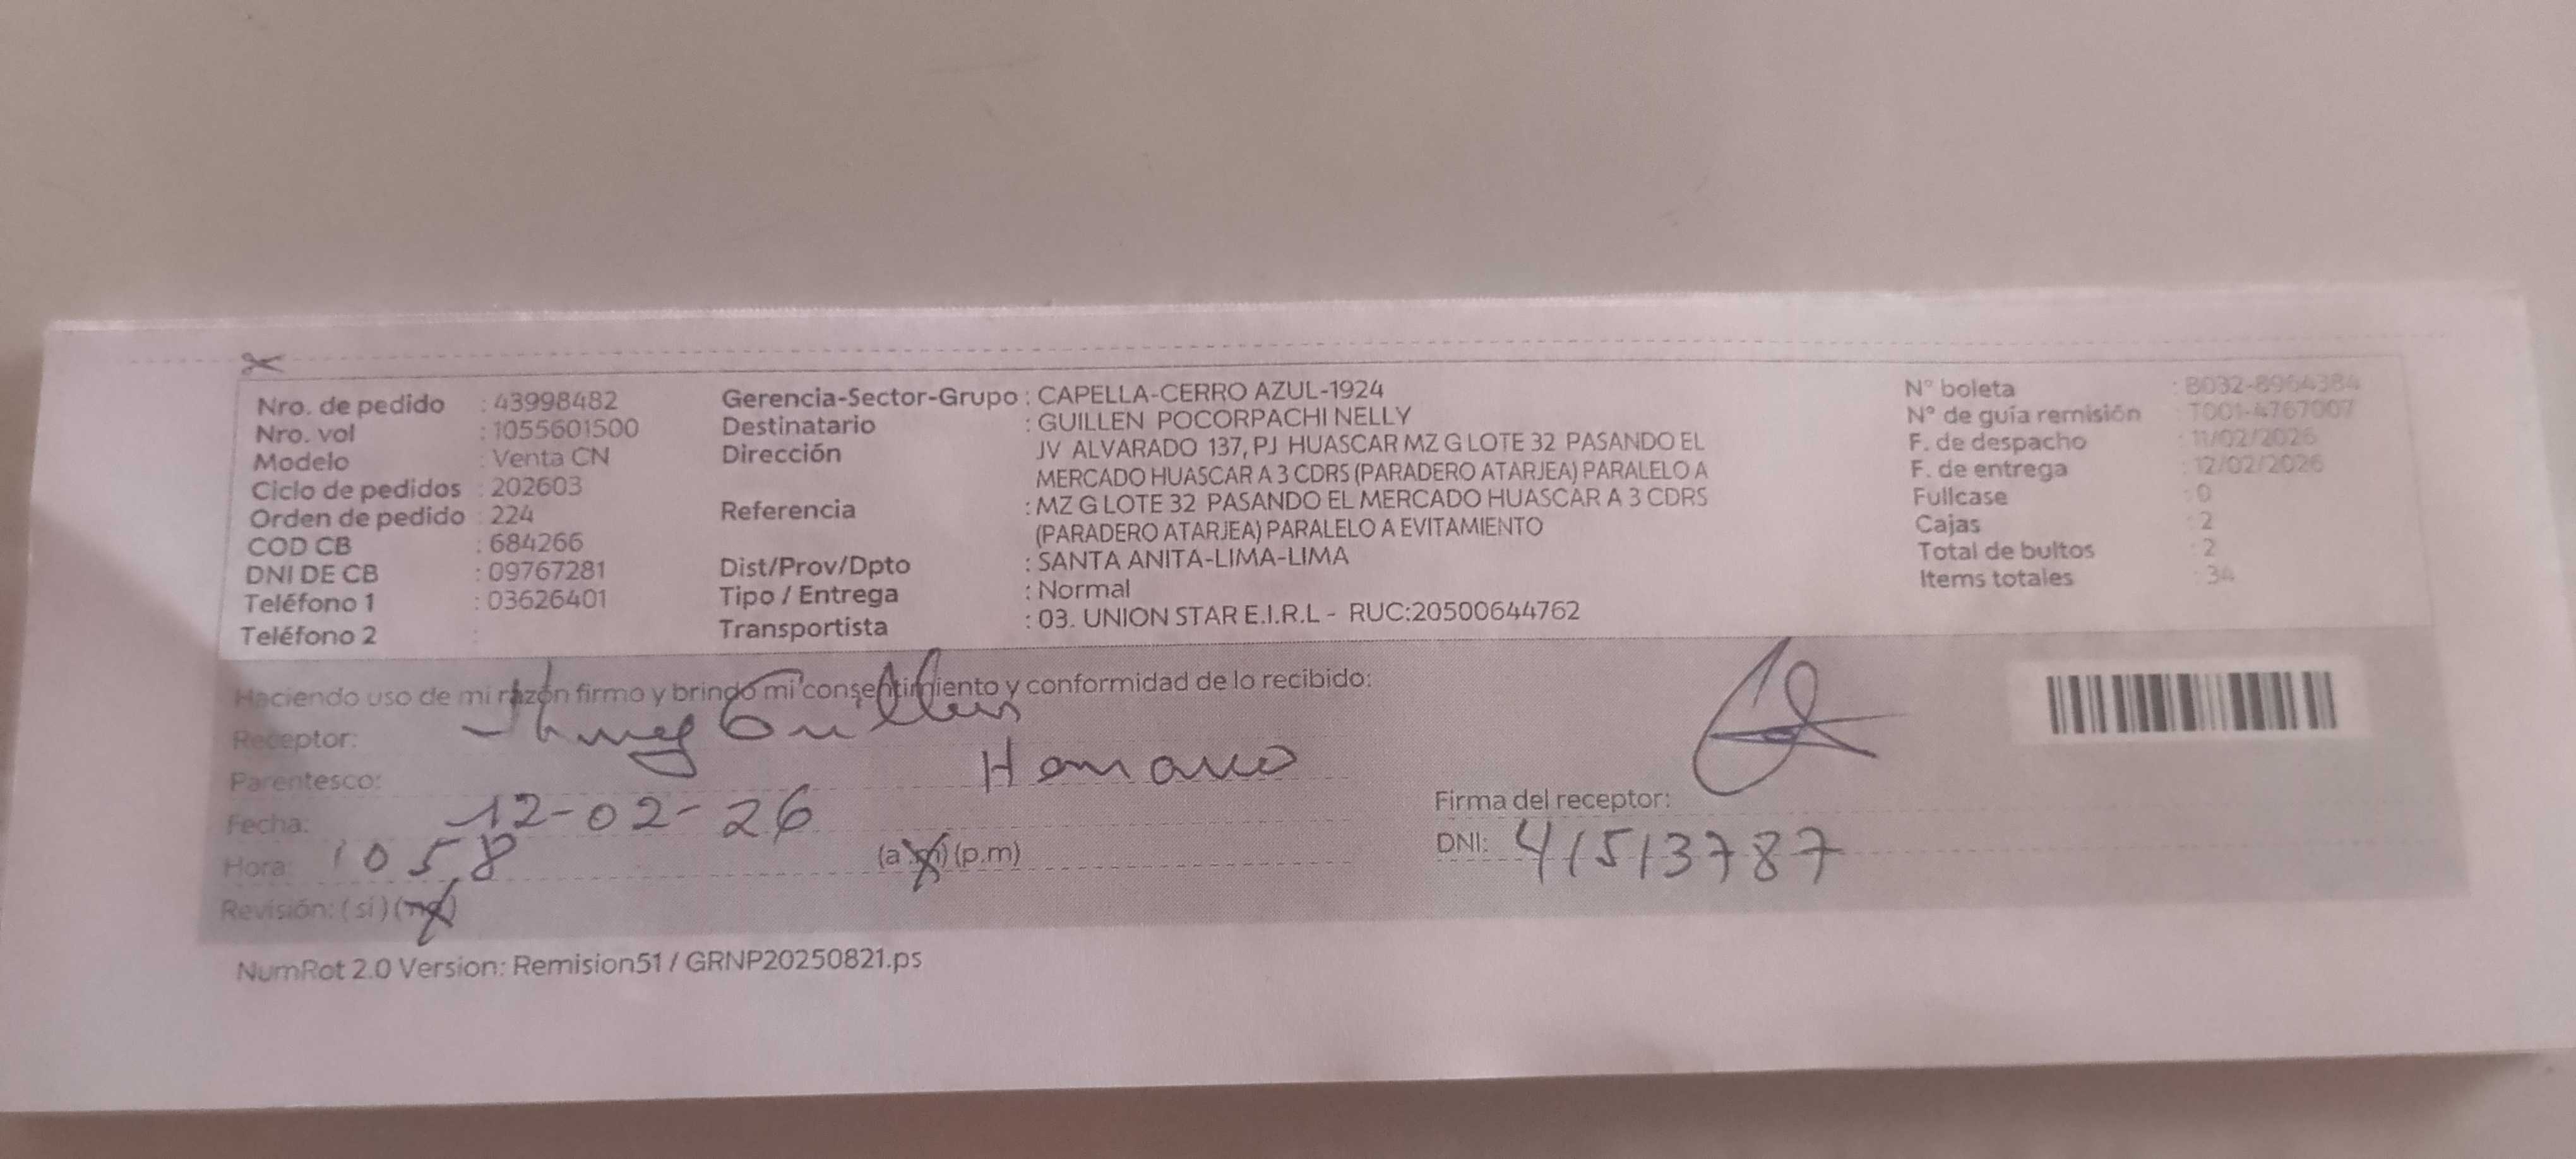 Nro. de pedido : 43998482
Nro. vol : 1055601500
Modelo : Venta CN
Ciclo de pedidos : 202603
Orden de pedido : 224
COD CB : 684266
DNI DE CB : 09767281
Teléfono 1 : 03626401
Teléfono 2 :
Gerencia-Sector-Grupo : CAPELLA-CERRO AZUL-1924
Destinatario : GUILLEN POCORPACHI NELLY
Dirección JV ALVARADO 137, PJ HUASCAR MZ G LOTE 32 PASANDO EL
MERCADO HUASCAR A 3 CDRS (PARADERO ATARJEA) PARALELO A
Referencia : MZ G LOTE 32 PASANDO EL MERCADO HUASCAR A 3 CDRS
(PARADERO ATARJEA) PARALELO A EVITAMIENTO
Dist/Prov/Dpto : SANTA ANITA-LIMA-LIMA
Tipo / Entrega : Normal
Transportista : 03. UNION STAR E.I.R.L - RUC:20500644762
N° boleta : B032-8964384
N° de guía remisión : T001-4767007
F. de despacho : 11/02/2026
F. de entrega : 12/02/2026
Fullcase : 0
Cajas : 2
Total de bultos : 2
Items totales : 34
Haciendo uso de mi razón firmo y brindo mi consentimiento y conformidad de lo recibido:
Receptor:
Parentesco:
Fecha: 12-02-26
Hora: 1058 (a.m) (p.m)
Revisión: (si) (no)
Firma del receptor:
DNI: 41513787
NumRot 2.0 Version: Remision51 / GRNP20250821.ps